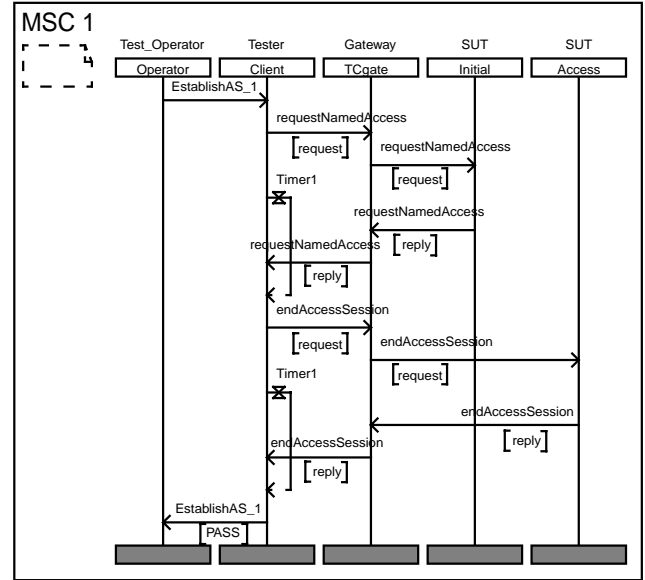 MSC 1
Test_Operator Tester Gateway SUT SUT
Operator Client TCgate Initial Access
EstablishAS_1
requestNamedAccess
[request]
requestNamedAccess
[request]
Timer1
requestNamedAccess
[reply]
requestNamedAccess
[reply]
endAccessSession
[request]
endAccessSession
[request]
Timer1
endAccessSession
[reply]
endAccessSession
[reply]
EstablishAS_1
[PASS]